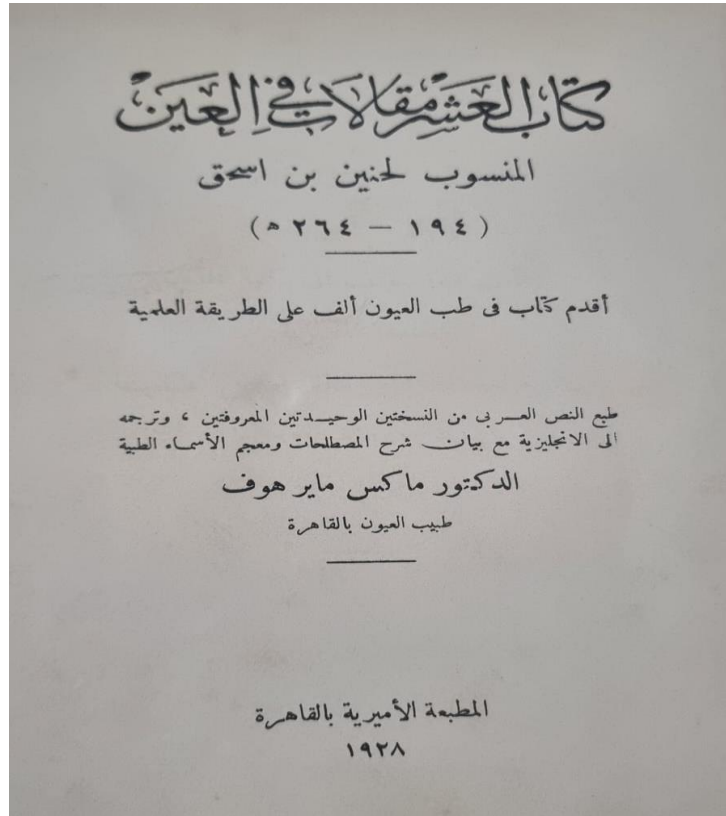 كتاب العشر مقالات في العين
المنسوب لحنين بن اسحق
(١٩٤ – ٢٦٤ ه)
أقدم كتاب فى طب العيون ألف على الطريقة العلمية
طبع النص العربى من النسختين الوحيدتين المعروفتين ، وترجمه
الى الانجليزية مع بيان شرح المصطلحات ومعجم الأسماء الطبية
الدكتور ماكس مايرهوف
طبيب العيون بالقاهرة
المطبعة الأميرية بالقاهرة
١٩٢٨